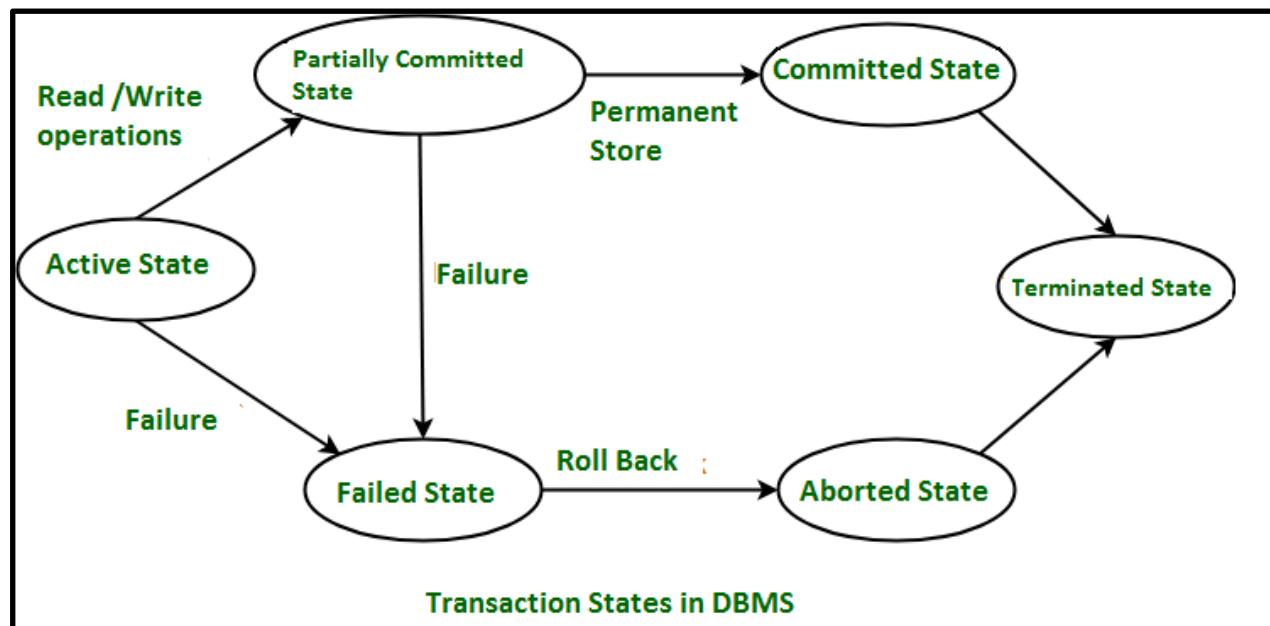 Partially Committed
State
Committed State
Read /Write
operations
Permanent
Store
Active State
Failure
Terminated State
Failure
Roll Back
Failed State
Aborted State
Transaction States in DBMS